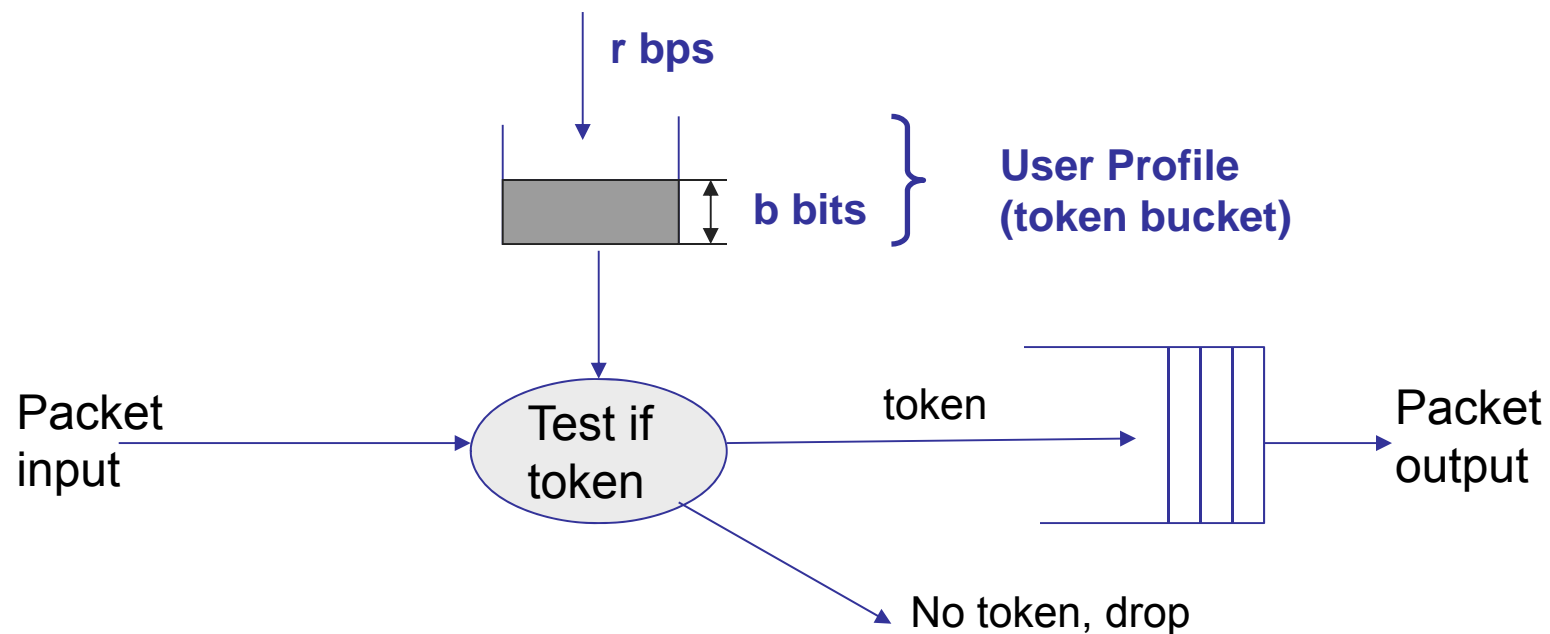 r bps
b bits
User Profile
(token bucket)
Packet
input
Test if
token
token
Packet
output
No token, drop